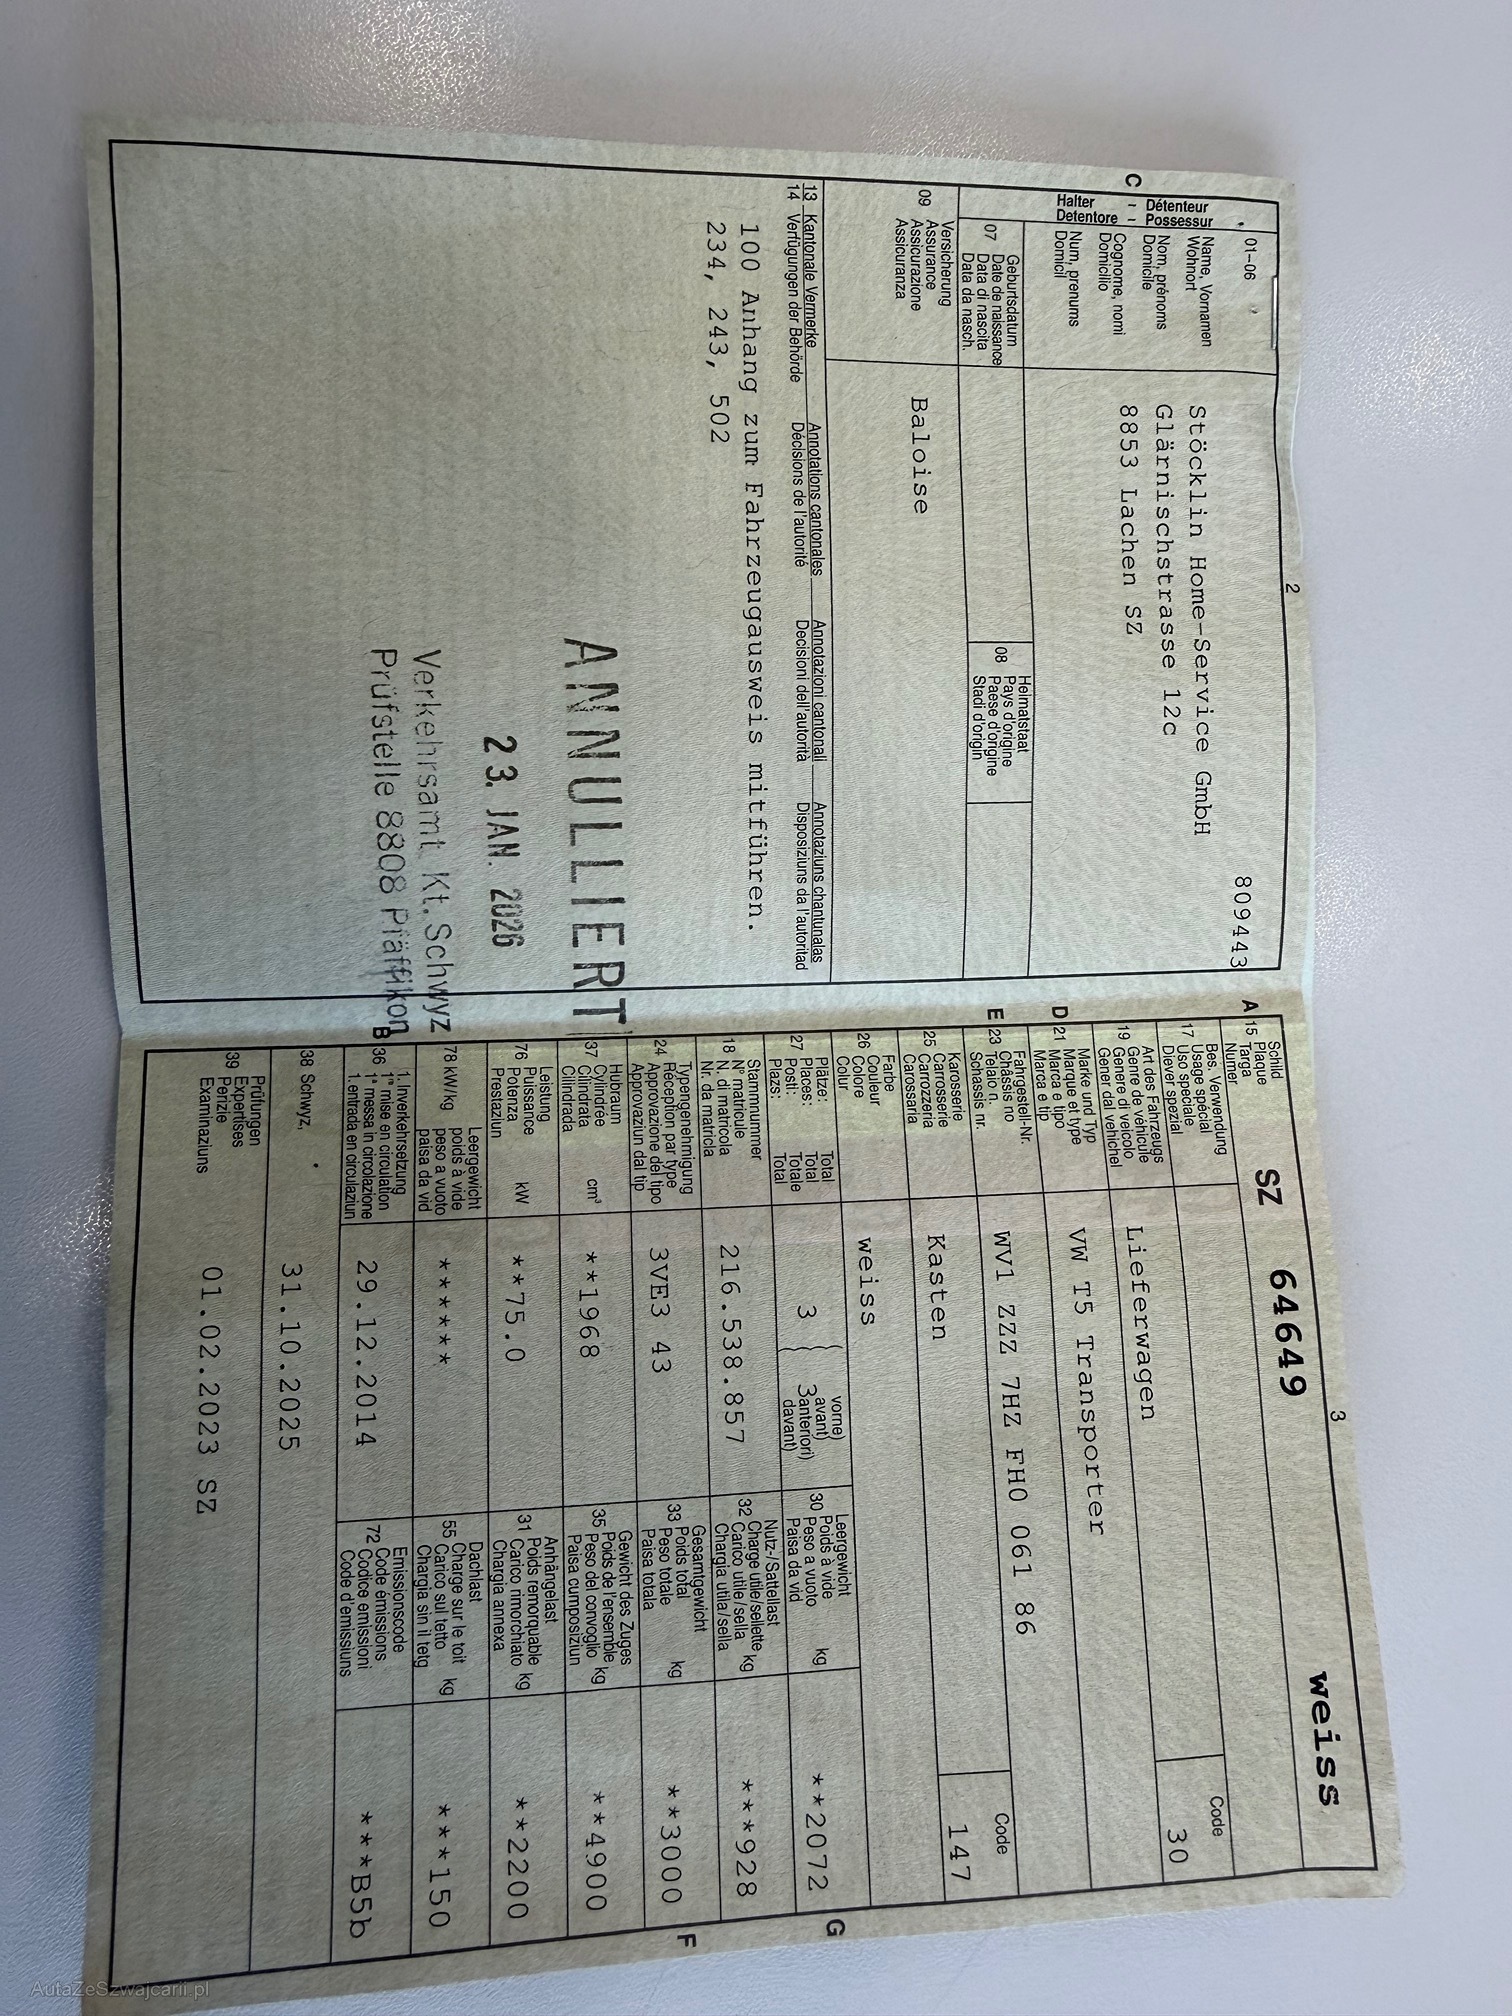 2
01-06
809443
C
Halter – Détenteur
Detentore – Possessur
Name, Vornamen
Wohnort
Nom, prénoms
Domicile
Cognome, nomi
Domicilio
Num, prenums
Domicil
Stöcklin Home-Service GmbH
Glärnischstrasse 12c
8853 Lachen SZ
07
Geburtsdatum
Date de naissance
Data di nascita
Data da nasch.
08
Heimatstaat
Pays d'origine
Paese d'origine
Stadi d'origin
09
Versicherung
Assurance
Assicurazione
Assicuranza
Baloise
13 Kantonale Vermerke Annotations cantonales Annotazioni cantonali Annotaziuns chantunalas
14 Verfügungen der Behörde Décisions de l'autorité Decisioni dell'autorità Disposiziuns da l'autoritad
100 Anhang zum Fahrzeugausweis mitführen.
234, 243, 502
ANNULLIERT
23. JAN. 2026
Verkehrsamt Kt. Schwyz
Prüfstelle 8808 Pfäffikon
3
weiss
A 15
Schild
Plaque
Targa
Numer
SZ 64649
17
Bes. Verwendung
Usage spécial
Uso speciale
Diever spezial
Code
30
19
Art des Fahrzeugs
Genre de véhicule
Genere di veicolo
Gener dal vehichel
Lieferwagen
D 21
Marke und Typ
Marque et type
Marca e tipo
Marca e tip
VW T5 Transporter
E 23
Fahrgestell-Nr.
Châssis no
Telaio n.
Schassis nr.
WV1 ZZZ 7HZ FH0 061 86
25
Karosserie
Carrosserie
Carrozzeria
Carossaria
Kasten
Code
147
26
Farbe
Couleur
Colore
Colur
weiss
27
Plätze: Total
Places: Total
Posti: Totale
Plazs: Total
3
vorne)
avant)
3 anteriori)
davant)
30
Leergewicht
Poids à vide
Peso a vuoto
Paisa da vid
kg
**2072
G
18
Stammnummer
N° matricule
N. di matricola
Nr. da matricla
216.538.857
32
Nutz-/Sattellast
Charge utile/sellette
Carico utile/sella
Chargia utila/sella
kg
***928
24
Typengenehmigung
Réception par type
Approvazione del tipo
Approvaziun dal tip
3VE3 43
33
Gesamtgewicht
Poids total
Peso totale
Paisa totala
kg
**3000
F
37
Hubraum
Cylindrée
Cilindrata
Cilindrada
cm³
**1968
35
Gewicht des Zuges
Poids de l'ensemble
Peso del convoglio
Paisa cumposiziun
kg
**4900
76
Leistung
Puissance
Potenza
Prestaziun
kW
**75.0
31
Anhängelast
Poids remorquable
Carico rimorchiato
Chargia annexa
kg
**2200
78 kW/kg
Leergewicht
poids à vide
peso a vuoto
paisa da vid
******
55
Dachlast
Charge sur le toit
Carico sul tetto
Chargia sin il tetg
kg
***150
B
36
1. Inverkehrsetzung
1re mise en circulation
1a messa in circolazione
1. entrada en circulaziun
29.12.2014
72
Emissionscode
Code émissions
Codice emissioni
Code d'emissiuns
***B5b
38 Schwyz,
31.10.2025
39
Prüfungen
Expertises
Perizie
Examinaziuns
01.02.2023 SZ
AutaZeSzwajcarii.pl